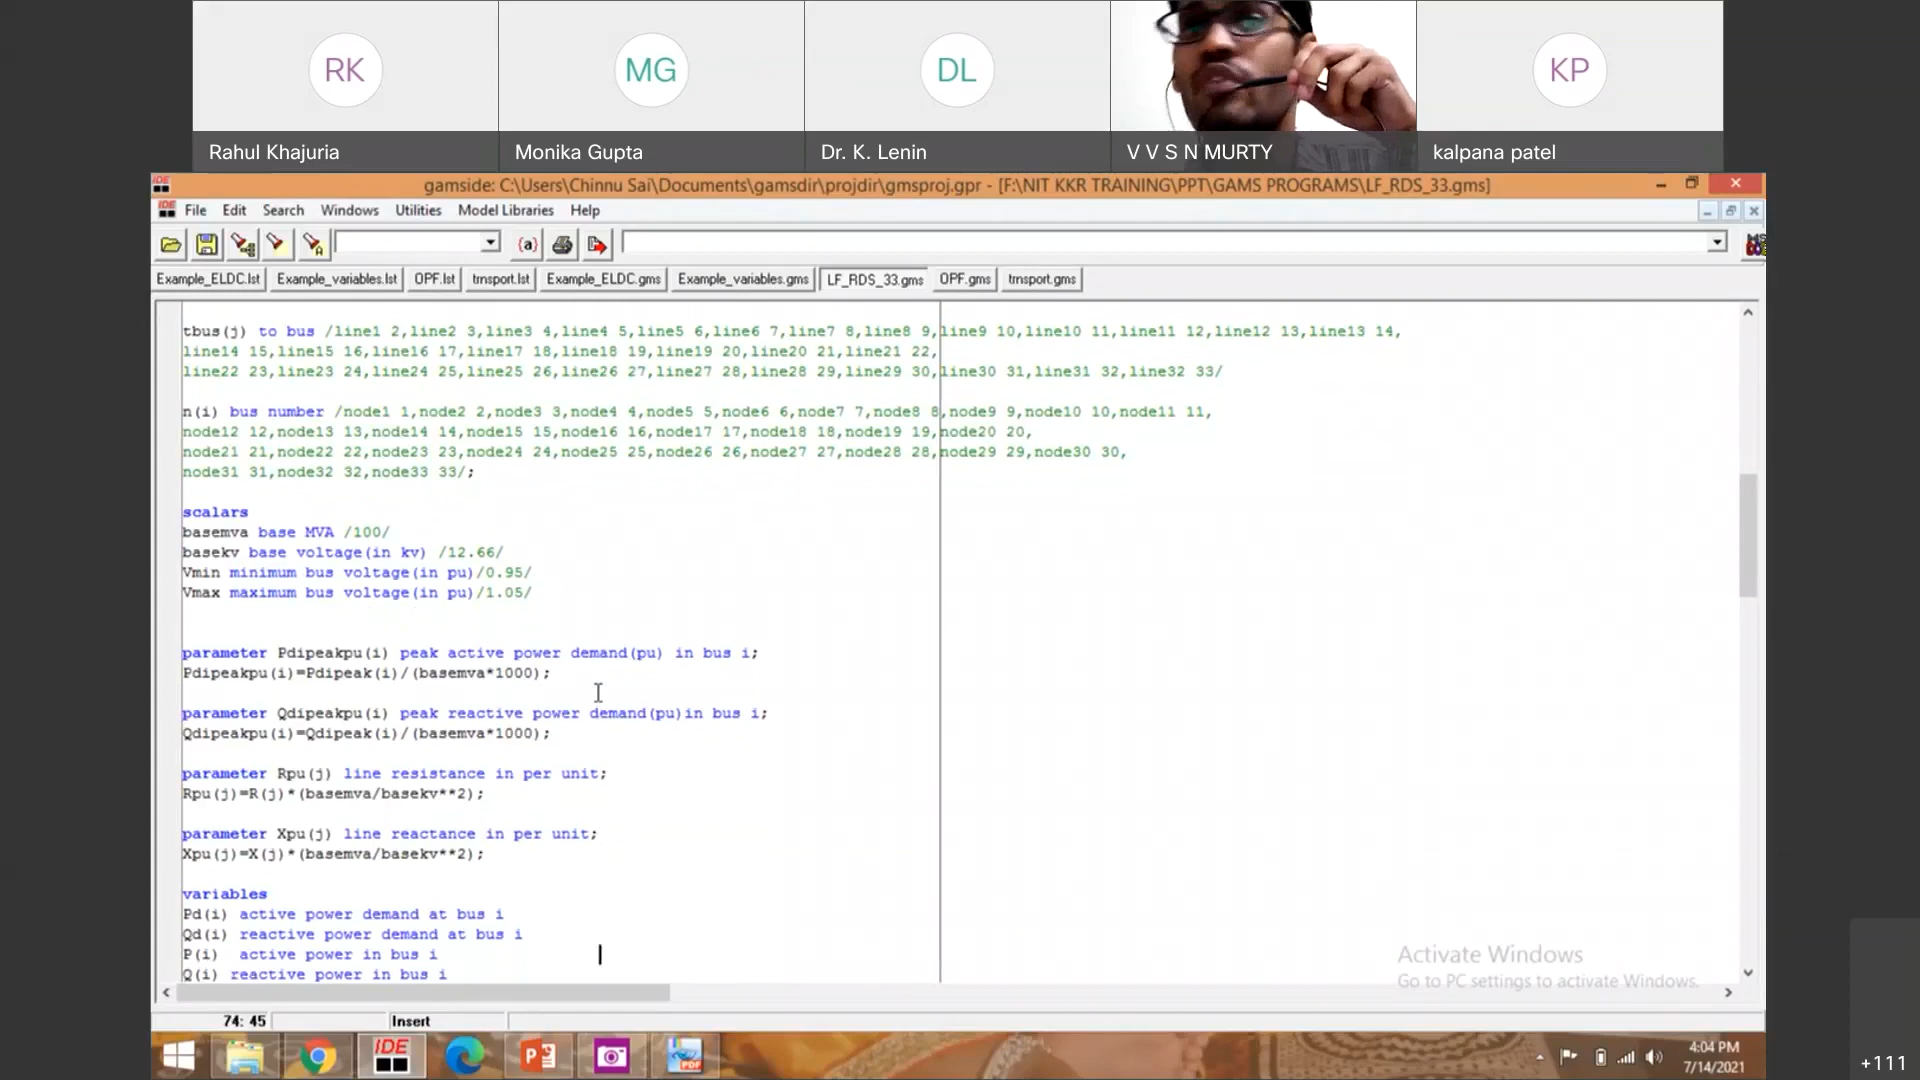 RK
MG
DL
KP
Rahul Khajuria
Monika Gupta
Dr. K. Lenin
V V S N MURTY
kalpana patel
IDE
gamside: C:\Users\Chinnu Sai\Documents\gamsdir\projdir\gmsproj.gpr - [F:\NIT KKR TRAINING\PPT\GAMS PROGRAMS\LF_RDS_33.gms]
IDE
File Edit Search Windows Utilities Model Libraries Help
{a}
Example_ELDC.lst Example_variables.lst OPF.lst trnsport.lst Example_ELDC.gms Example_variables.gms LF_RDS_33.gms OPF.gms trnsport.gms
tbus(j) to bus /line1 2,line2 3,line3 4,line4 5,line5 6,line6 7,line7 8,line8 9,line9 10,line10 11,line11 12,line12 13,line13 14,
line14 15,line15 16,line16 17,line17 18,line18 19,line19 20,line20 21,line21 22,
line22 23,line23 24,line24 25,line25 26,line26 27,line27 28,line28 29,line29 30,line30 31,line31 32,line32 33/
n(i) bus number /node1 1,node2 2,node3 3,node4 4,node5 5,node6 6,node7 7,node8 8,node9 9,node10 10,node11 11,
node12 12,node13 13,node14 14,node15 15,node16 16,node17 17,node18 18,node19 19,node20 20,
node21 21,node22 22,node23 23,node24 24,node25 25,node26 26,node27 27,node28 28,node29 29,node30 30,
node31 31,node32 32,node33 33/;
scalars
basemva base MVA /100/
basekv base voltage(in kv) /12.66/
Vmin minimum bus voltage(in pu)/0.95/
Vmax maximum bus voltage(in pu)/1.05/
parameter Pdipeakpu(i) peak active power demand(pu) in bus i;
Pdipeakpu(i)=Pdipeak(i)/(basemva*1000);
parameter Qdipeakpu(i) peak reactive power demand(pu)in bus i;
Qdipeakpu(i)=Qdipeak(i)/(basemva*1000);
parameter Rpu(j) line resistance in per unit;
Rpu(j)=R(j)*(basemva/basekv**2);
parameter Xpu(j) line reactance in per unit;
Xpu(j)=X(j)*(basemva/basekv**2);
variables
Pd(i) active power demand at bus i
Qd(i) reactive power demand at bus i
P(i) active power in bus i
Q(i) reactive power in bus i
Activate Windows
Go to PC settings to activate Windows.
74: 45
Insert
IDE
PDF
4:04 PM
7/14/2021
+111